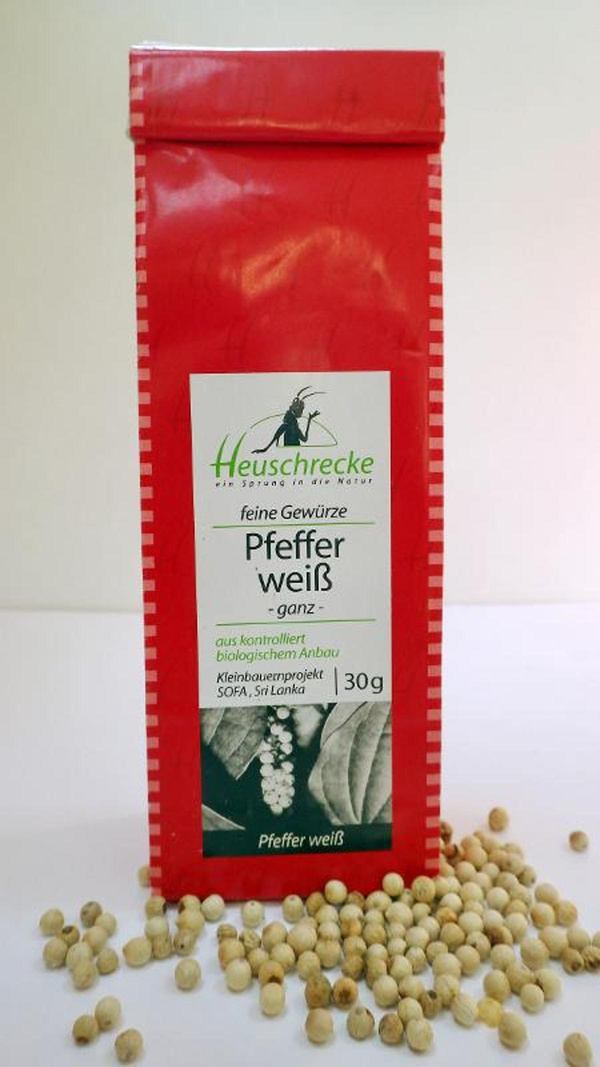 Heuschrecke
ein Sprung in die Natur
feine Gewürze
Pfeffer
weiß
- ganz -
aus kontrolliert
biologischem Anbau
Kleinbauernprojekt
SOFA, Sri Lanka
30g
Pfeffer weiß